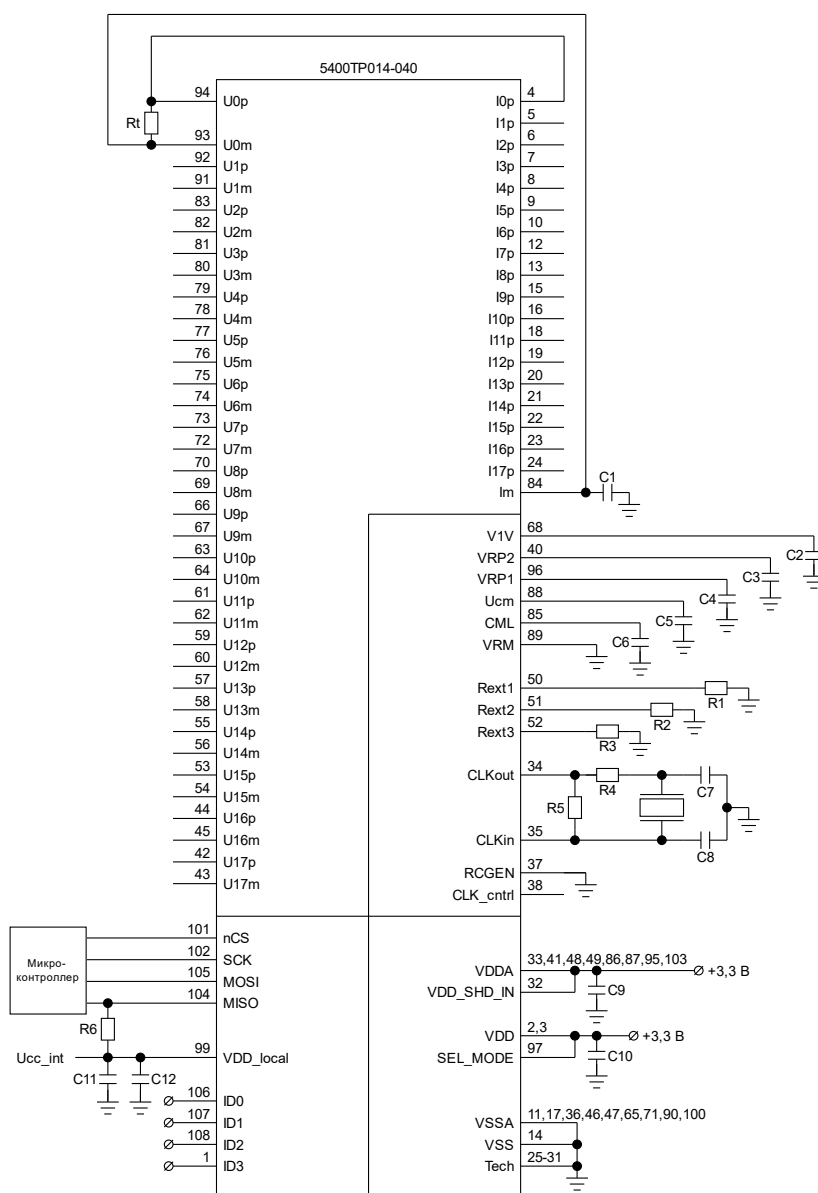 5400TP014-040
94 U0p I0p 4
Rt
I1p 5
93 U0m I2p 6
92 U1p I3p 7
91 U1m I4p 8
83 U2p I5p 9
82 U2m I6p 10
81 U3p I7p 12
80 U3m I8p 13
79 U4p I9p 15
78 U4m I10p 16
77 U5p I11p 18
76 U5m I12p 19
75 U6p I13p 20
74 U6m I14p 21
73 U7p I15p 22
72 U7m I16p 23
70 U8p I17p 24
69 U8m Im 84 C1
66 U9p
67 U9m V1V 68 C2
63 U10p VRP2 40 C3
64 U10m VRP1 96 C4
61 U11p Ucm 88 C5
62 U11m CML 85 C6
59 U12p VRM 89
60 U12m
57 U13p Rext1 50 R1
58 U13m Rext2 51 R2
55 U14p Rext3 52 R3
56 U14m
53 U15p CLKout 34 R4 C7
54 U15m R5
44 U16p
45 U16m CLKin 35 C8
42 U17p RCGEN 37
43 U17m CLK_cntrl 38
Микро-
контроллер
101 nCS
102 SCK VDDA 33,41,48,49,86,87,95,103 +3,3 В
105 MOSI VDD_SHD_IN 32 C9
104 MISO
R6 VDD 2,3 +3,3 В
Ucc_int 99 VDD_local SEL_MODE 97 C10
C11 C12
106 ID0
107 ID1 VSSA 11,17,36,46,47,65,71,90,100
108 ID2 VSS 14
1 ID3 Tech 25-31